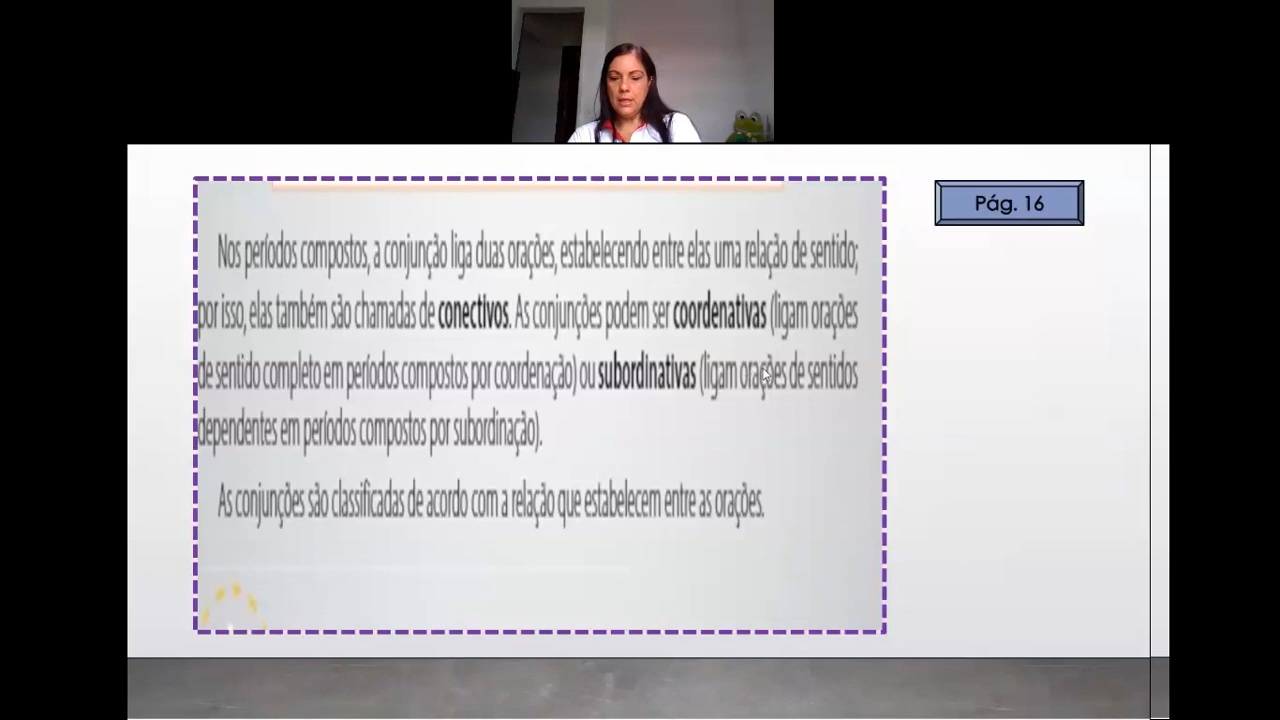 Pág. 16
Nos períodos compostos, a conjunção liga duas orações, estabelecendo entre elas uma relação de sentido;
por isso, elas também são chamadas de conectivos. As conjunções podem ser coordenativas (ligam orações
de sentido completo em períodos compostos por coordenação) ou subordinativas (ligam orações de sentidos
dependentes em períodos compostos por subordinação).
As conjunções são classificadas de acordo com a relação que estabelecem entre as orações.